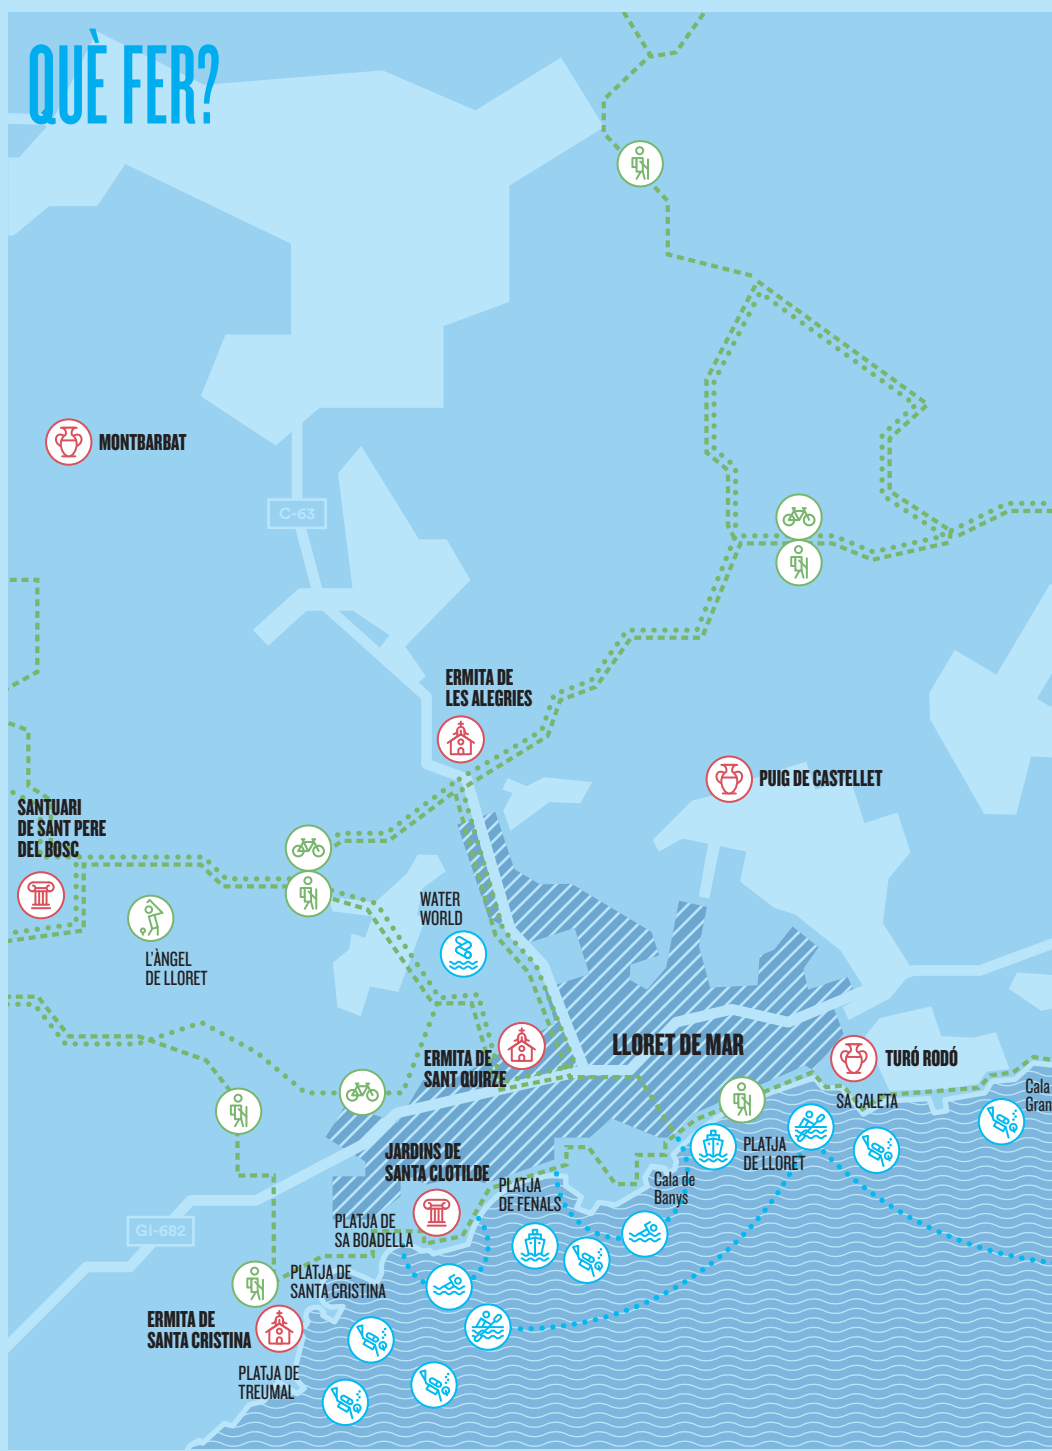 QUÈ FER?
MONTBARBAT
C-63
ERMITA DE
LES ALEGRIES
PUIG DE CASTELLET
SANTUARI
DE SANT PERE
DEL BOSC
WATER
WORLD
L'ÀNGEL
DE LLORET
LLORET DE MAR
ERMITA DE
SANT QUIRZE
TURÓ RODÓ
SA CALETA
Cala
Gran
JARDINS DE
SANTA CLOTILDE
PLATJA
DE LLORET
PLATJA
DE FENALS
Cala de
Banys
PLATJA DE
SA BOADELLA
GI-682
PLATJA DE
SANTA CRISTINA
ERMITA DE
SANTA CRISTINA
PLATJA DE
TREUMAL